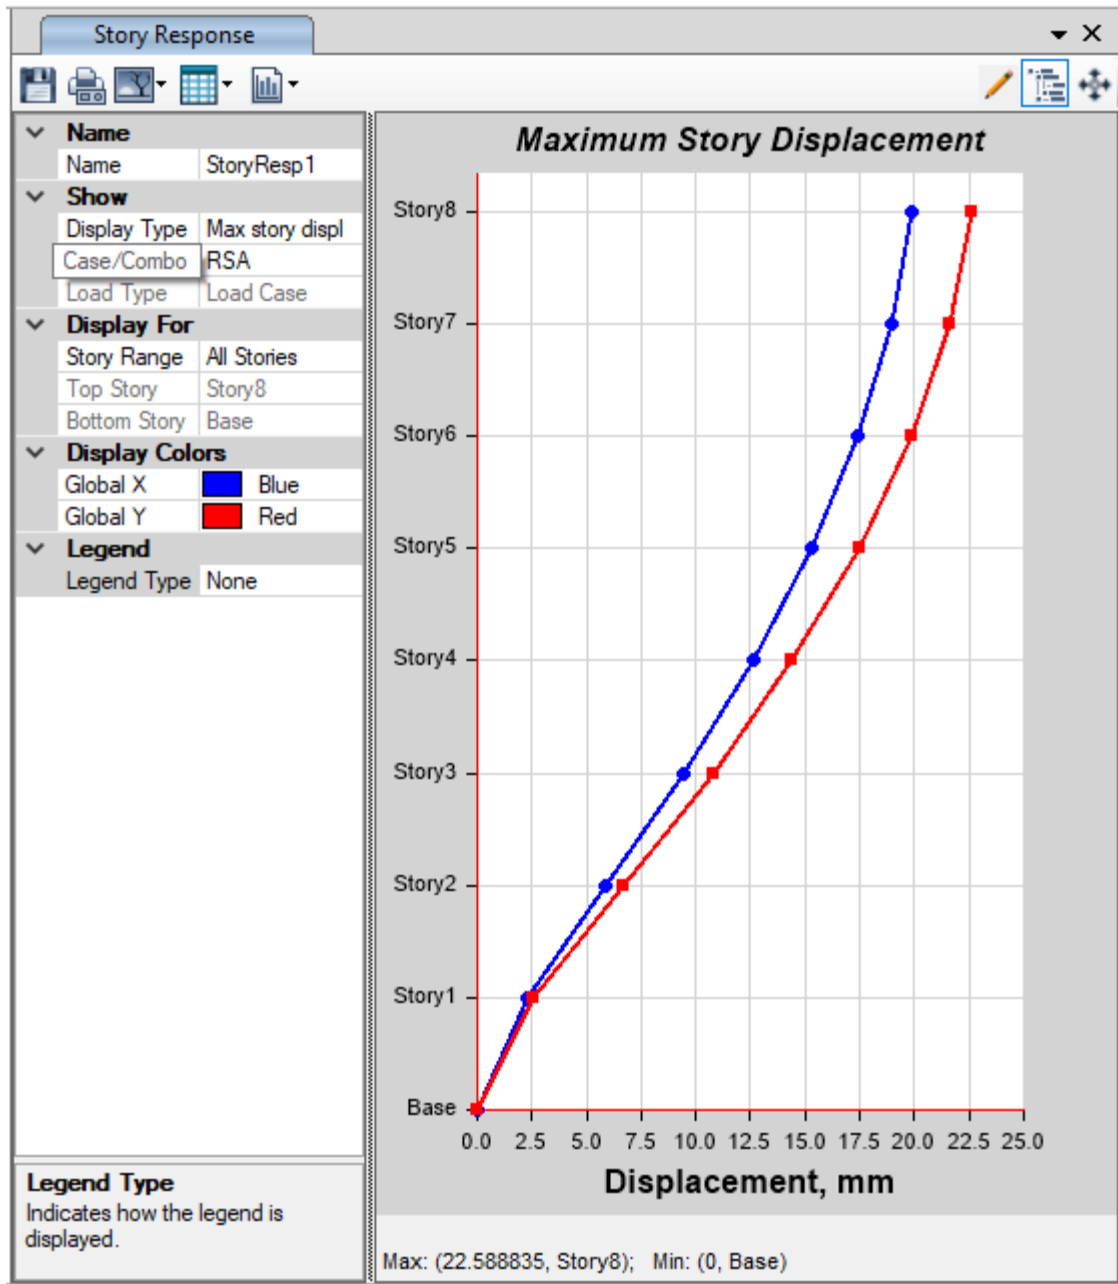 Story Response
Name
Name StoryResp1
Show
Display Type Max story displ
Case/Combo RSA
Load Type Load Case
Display For
Story Range All Stories
Top Story Story8
Bottom Story Base
Display Colors
Global X Blue
Global Y Red
Legend
Legend Type None
Legend Type
Indicates how the legend is
displayed.
Maximum Story Displacement
Story8
Story7
Story6
Story5
Story4
Story3
Story2
Story1
Base
0.0 2.5 5.0 7.5 10.0 12.5 15.0 17.5 20.0 22.5 25.0
Displacement, mm
Max: (22.588835, Story8); Min: (0, Base)